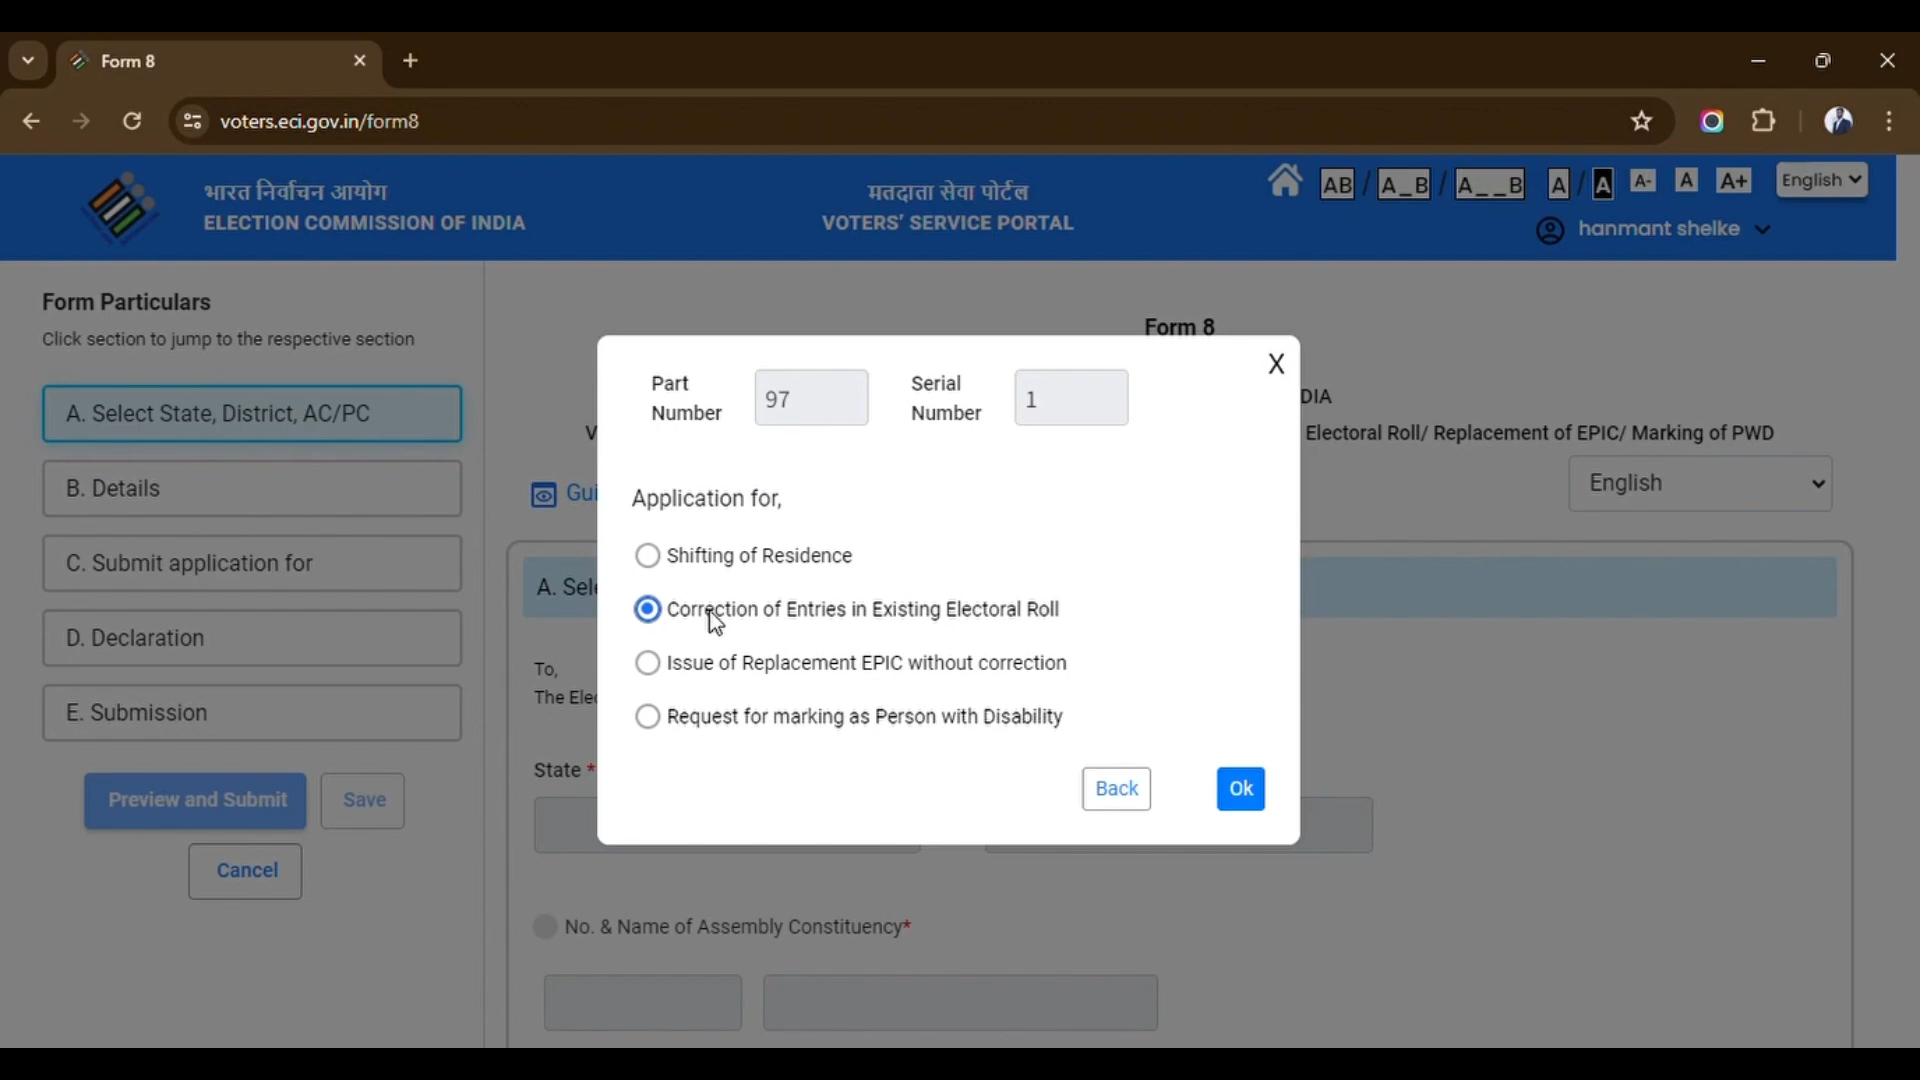 Form 8
voters.eci.gov.in/form8
भारत निर्वाचन आयोग
ELECTION COMMISSION OF INDIA
मतदाता सेवा पोर्टल
VOTERS' SERVICE PORTAL
AB / A_B / A__B A / A A- A A+ English
hanmant shelke
Form Particulars
Click section to jump to the respective section
A. Select State, District, AC/PC
B. Details
C. Submit application for
D. Declaration
E. Submission
Preview and Submit Save
Cancel
Form 8
DIA
V
Electoral Roll/ Replacement of EPIC/ Marking of PWD
Gui
English
A. Sele
To,
The Elec
State *
No. & Name of Assembly Constituency*
X
Part Number 97 Serial Number 1
Application for,
Shifting of Residence
Correction of Entries in Existing Electoral Roll
Issue of Replacement EPIC without correction
Request for marking as Person with Disability
Back Ok